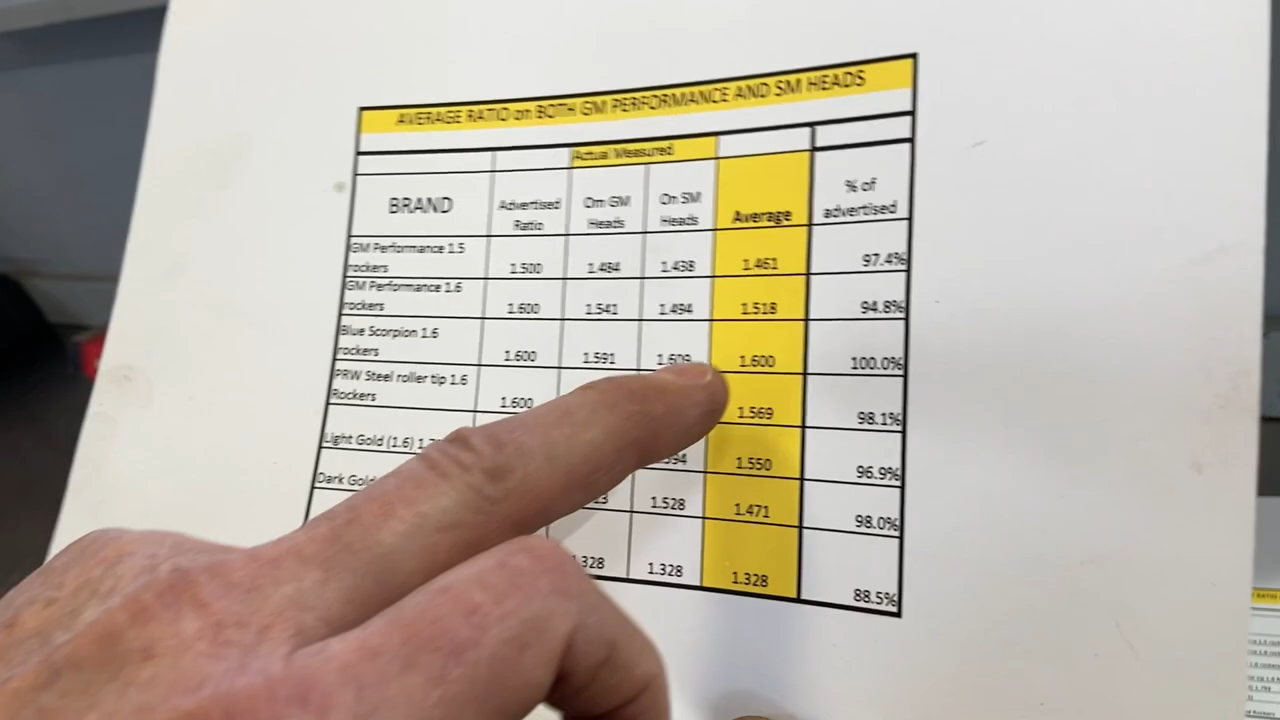 AVERAGE RATIO on BOTH GM PERFORMANCE AND SM HEADS
Actual Measured
BRAND Advertised Ratio On GM Heads On SM Heads Average % of advertised
GM Performance 1.5 rockers 1.500 1.484 1.438 1.461 97.4%
GM Performance 1.6 rockers 1.600 1.541 1.494 1.518 94.8%
Blue Scorpion 1.6 rockers 1.600 1.591 1.609 1.600 100.0%
PRW Steel roller tip 1.6 Rockers 1.600 1.569 98.1%
Light Gold (1.6) 1.550 96.9%
Dark Gold 1.528 1.471 98.0%
1.328 1.328 1.328 88.5%